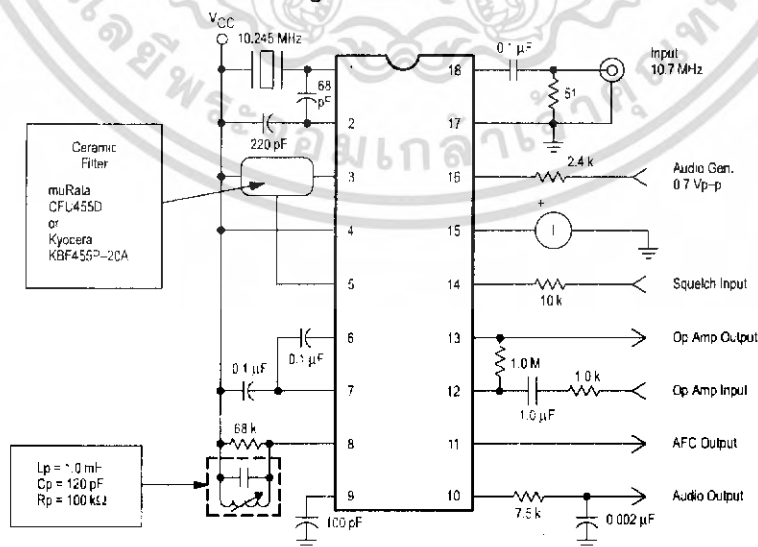 VCC
10.245 MHz
68
pF
220 pF
Ceramic
Filter
muRata
CFU455D
or
Kyocera
KBF455P-20A
0.1 µF
0.1 µF
68 k
Lp = 1.0 mH
Cp = 120 pF
Rp = 100 kΩ
100 pF
1
2
3
4
5
6
7
8
9
18
17
16
15
14
13
12
11
10
0.1 µF
Input
10.7 MHz
51
2.4 k
Audio Gen.
0.7 Vp-p
+
I
10 k
Squelch Input
Op Amp Output
1.0 M
1.0 µF
Op Amp Input
AFC Output
7.5 k
Audio Output
0.002 µF